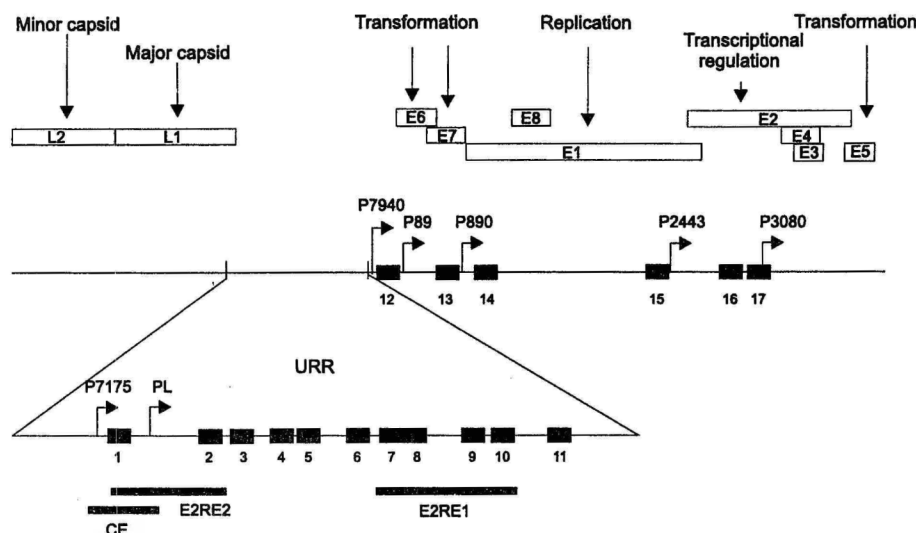 Minor capsid
Major capsid
Transformation
Replication
Transcriptional
regulation
Transformation
L2
L1
E6
E7
E8
E1
E2
E4
E3
E5
P7940
P89
P890
P2443
P3080
12
13
14
15
16
17
URR
P7175
PL
1
2
3
4
5
6
7
8
9
10
11
E2RE2
E2RE1
CE